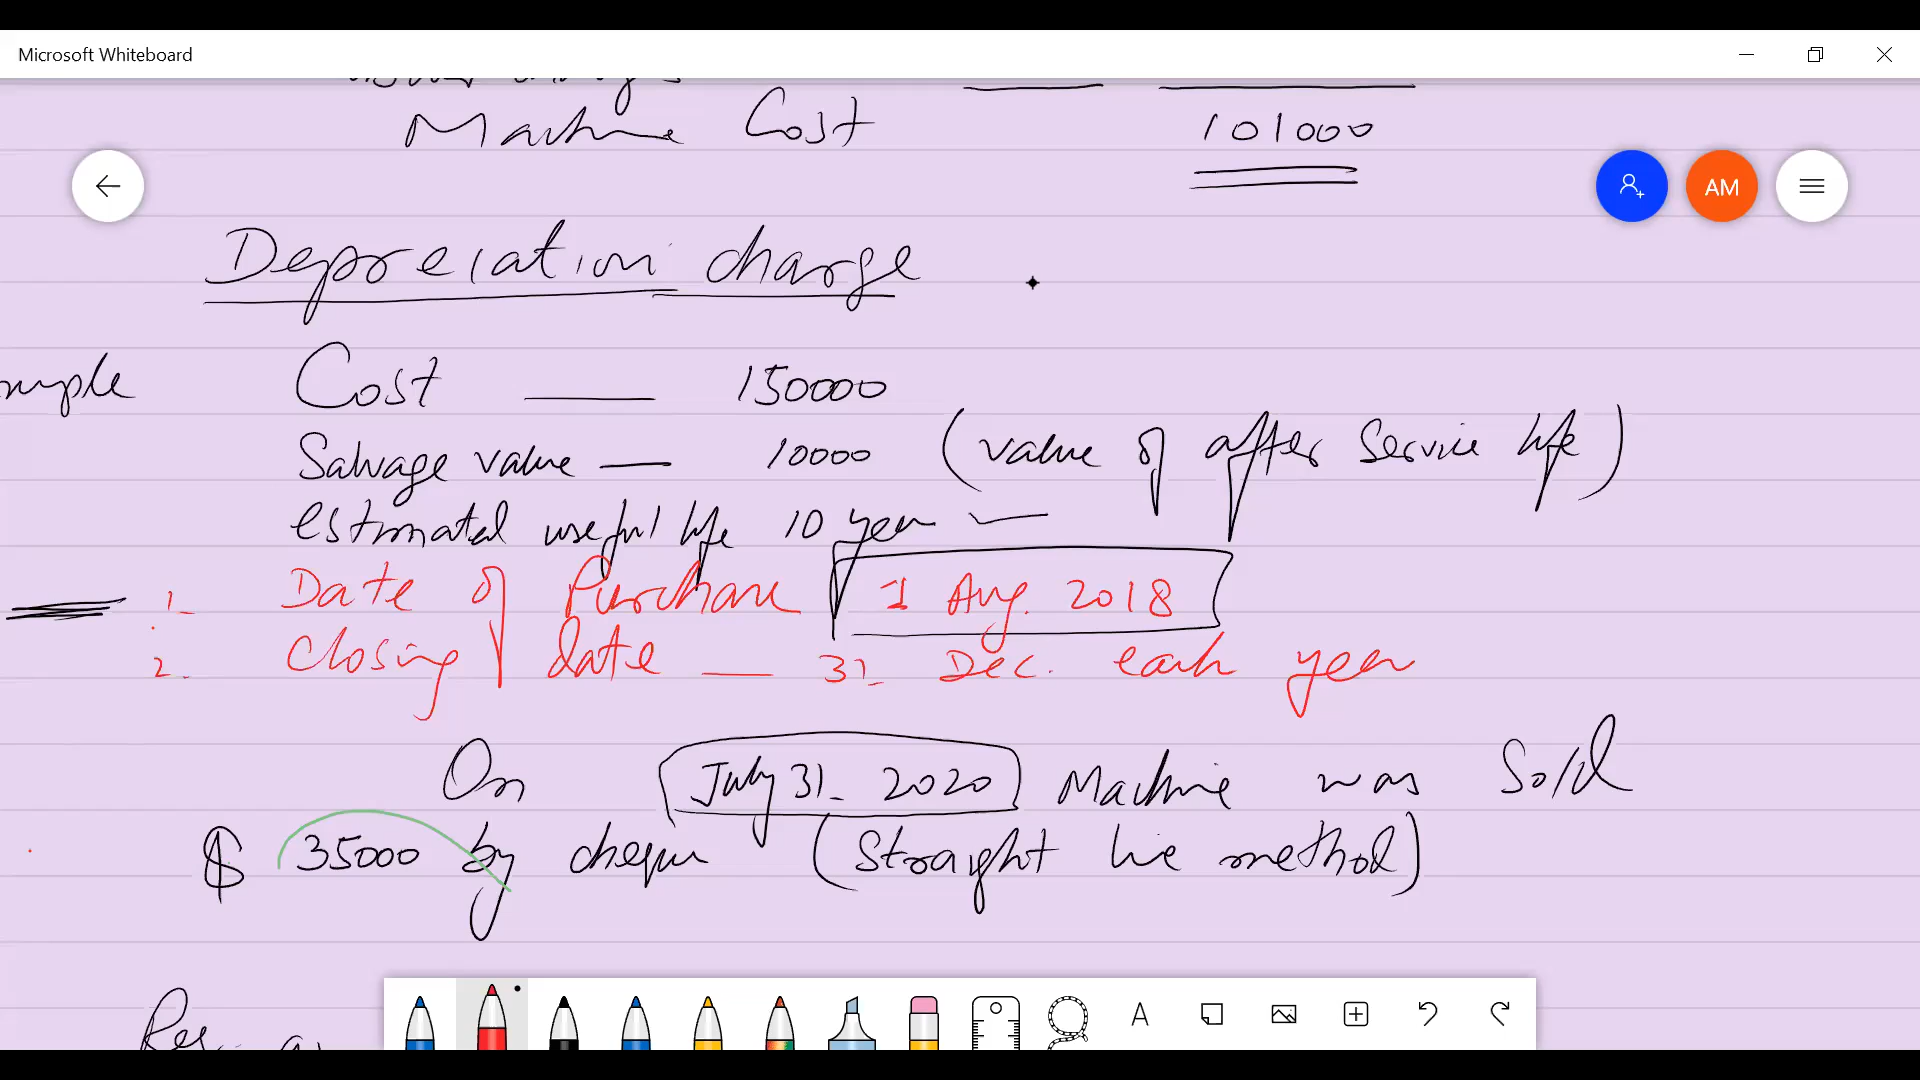 Microsoft Whiteboard
Machine Cost 101000
AM
Depreciation charge
Cost — 150000
Salvage value — 10000 (value of after Service life)
estimated useful life 10 year
1. Date of Purchase 1 Aug. 2018
2. Closing date — 31 Dec. each year
On July 31 2020 Machine was Sold
$ 35000 by cheque (Straight line method)
A